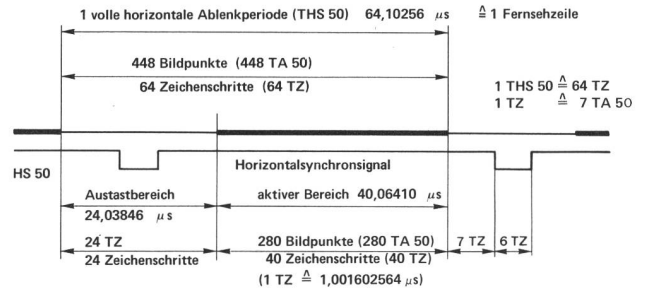 1 volle horizontale Ablenkperiode (THS 50) 64,10256 µs ≙ 1 Fernsehzeile
448 Bildpunkte (448 TA 50)
64 Zeichenschritte (64 TZ)
1 THS 50 ≙ 64 TZ
1 TZ ≙ 7 TA 50
HS 50
Horizontalsynchronsignal
Austastbereich
24,03846 µs
aktiver Bereich 40,06410 µs
24 TZ
24 Zeichenschritte
280 Bildpunkte (280 TA 50)
40 Zeichenschritte (40 TZ)
(1 TZ ≙ 1,001602564 µs)
7 TZ
6 TZ